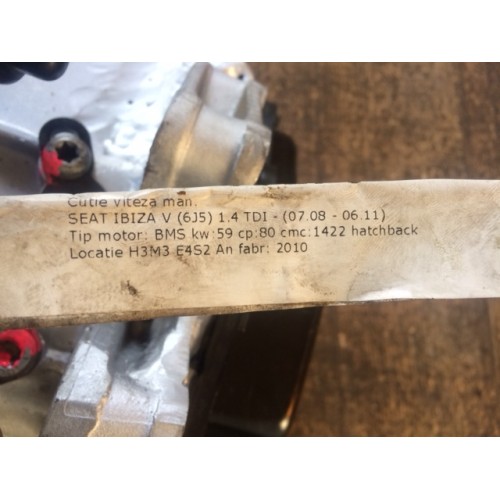 Cutie viteza man.
SEAT IBIZA V (6J5) 1.4 TDI - (07.08 - 06.11)
Tip motor: BMS kw:59 cp:80 cmc:1422 hatchback
Locatie H3M3 E4S2 An fabr: 2010